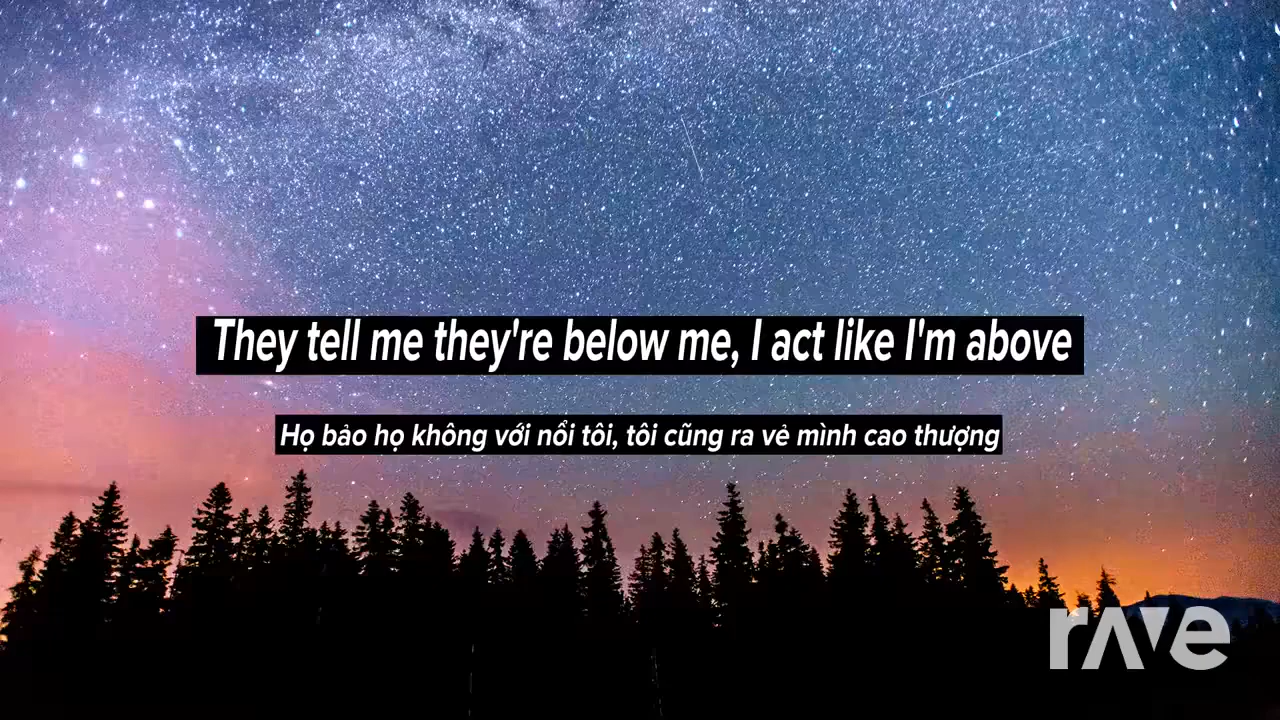 They tell me they're below me, I act like I'm above
Họ bảo họ không với nổi tôi, tôi cũng ra vẻ mình cao thượng
rave